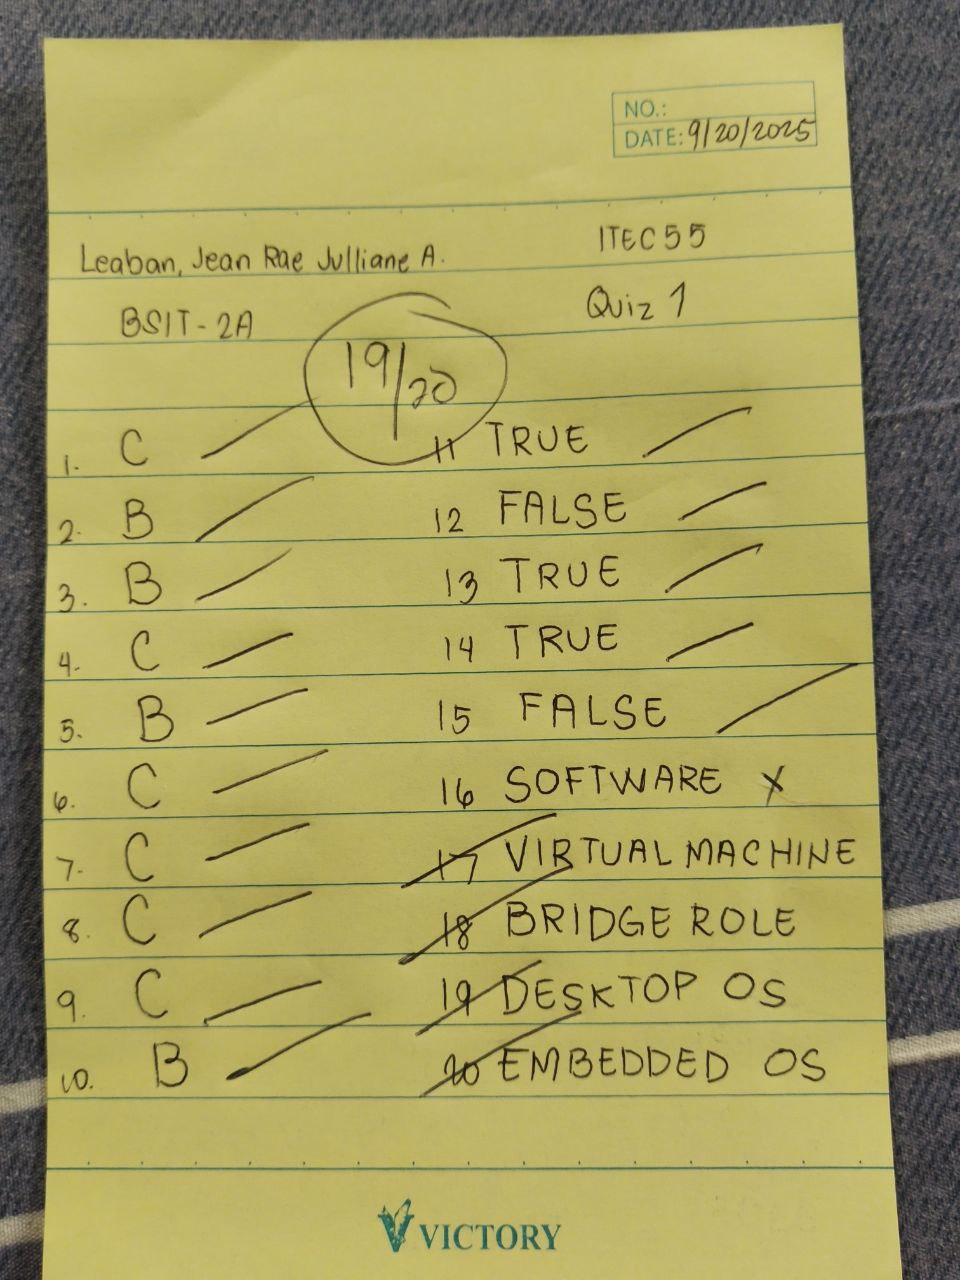 NO.:
DATE: 9/20/2025
Leaban, Jean Rae Julliane A. ITEC 55
BSIT - 2A Quiz 1
19/20
1. C 11 TRUE
2. B 12 FALSE
3. B 13 TRUE
4. C 14 TRUE
5. B 15 FALSE
6. C 16 SOFTWARE X
7. C 17 VIRTUAL MACHINE
8. C 18 BRIDGE ROLE
9. C 19 DESKTOP OS
10. B 20 EMBEDDED OS
VICTORY